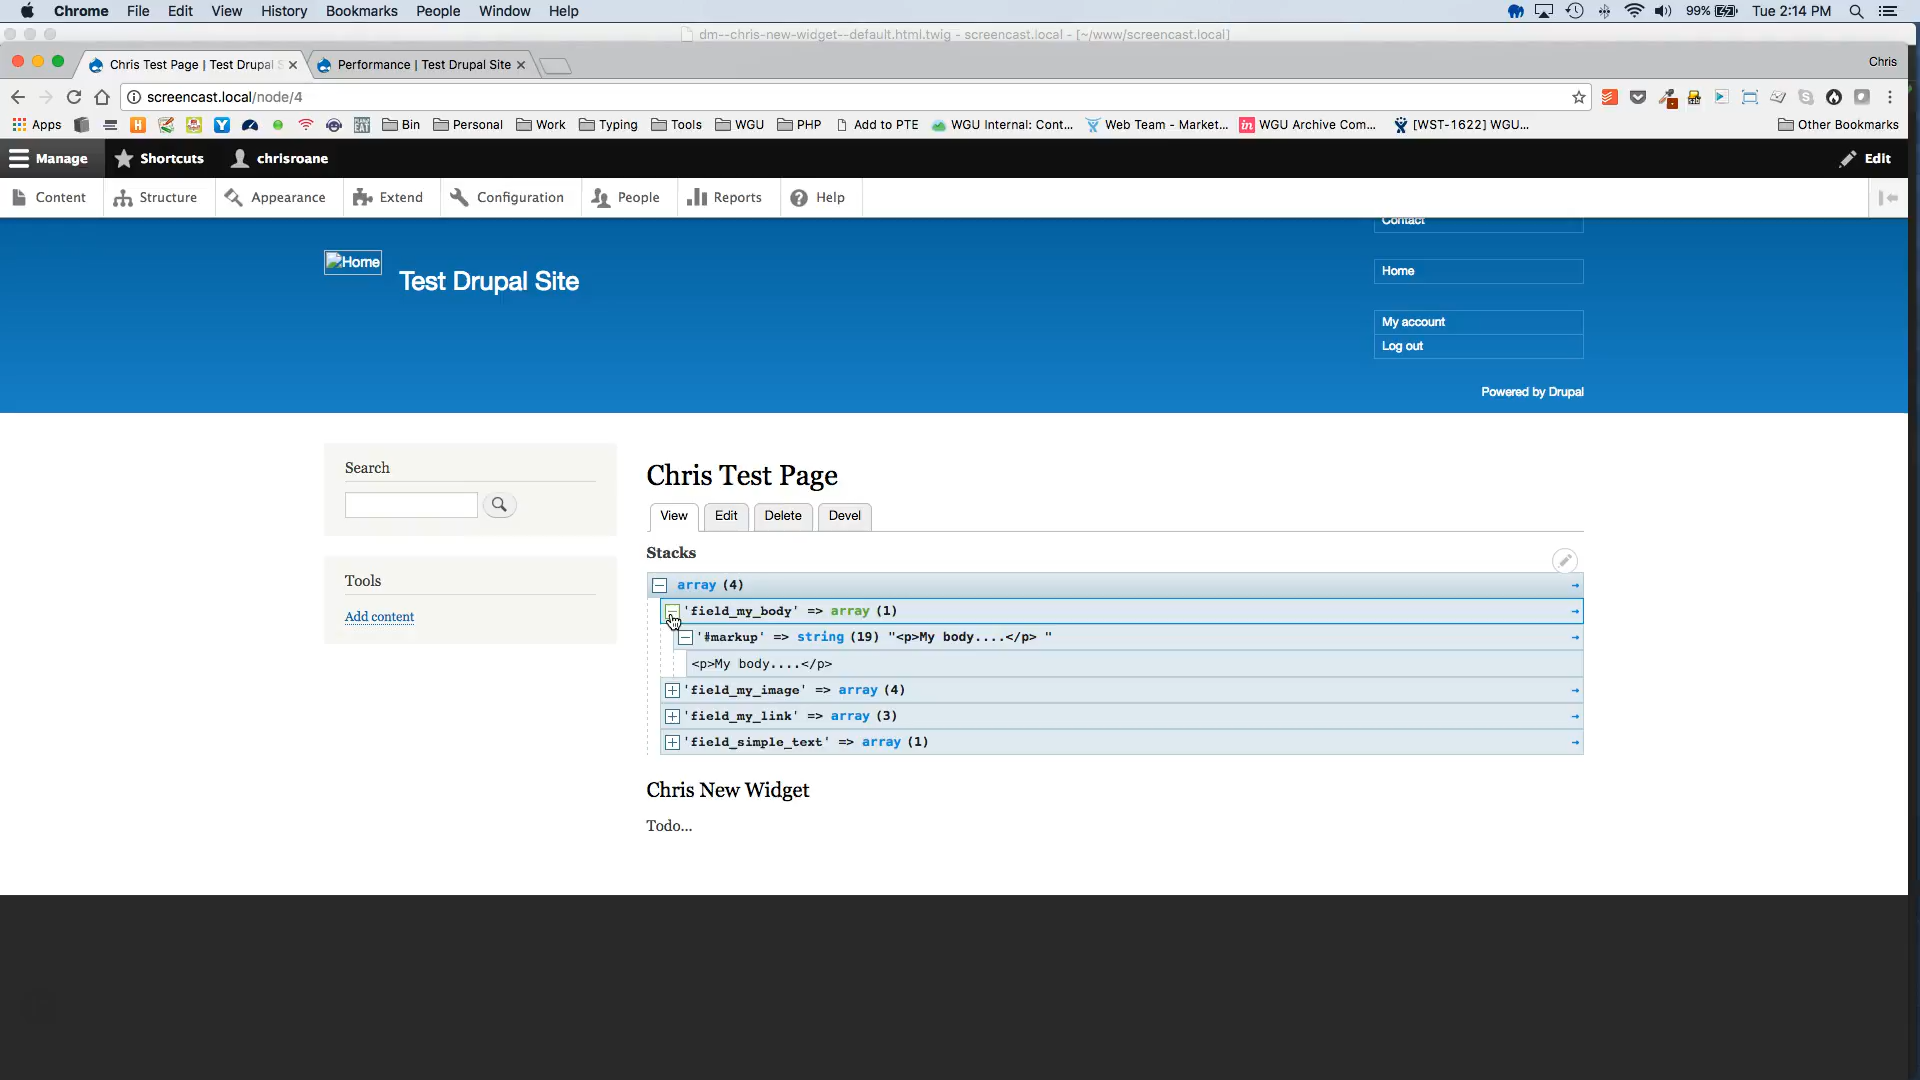 Chrome File Edit View History Bookmarks People Window Help 99% Tue 2:14 PM
dm--chris-new-widget--default.html.twig - screencast.local - [~/www/screencast.local]
Chris Test Page | Test Drupal S Performance | Test Drupal Site Chris
screencast.local/node/4
Apps Bin Personal Work Typing Tools WGU PHP Add to PTE WGU Internal: Cont... Web Team - Market... WGU Archive Com... [WST-1622] WGU... Other Bookmarks
Manage Shortcuts chrisroane Edit
Content Structure Appearance Extend Configuration People Reports Help
Contact
Home
Test Drupal Site
Home
My account
Log out
Powered by Drupal
Search
Tools
Add content
Chris Test Page
View Edit Delete Devel
Stacks
array (4)
'field_my_body' => array (1)
'#markup' => string (19) "<p>My body....</p> "
<p>My body....</p>
'field_my_image' => array (4)
'field_my_link' => array (3)
'field_simple_text' => array (1)
Chris New Widget
Todo...